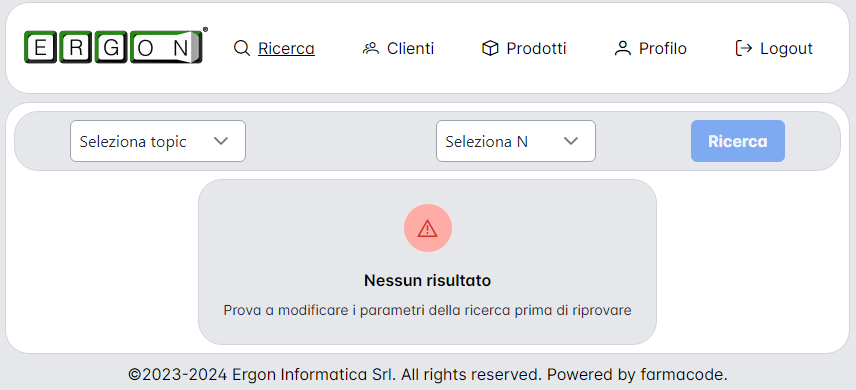 ERGON® Ricerca Clienti Prodotti Profilo Logout
Seleziona topic Seleziona N Ricerca
Nessun risultato
Prova a modificare i parametri della ricerca prima di riprovare
©2023-2024 Ergon Informatica Srl. All rights reserved. Powered by farmacode.